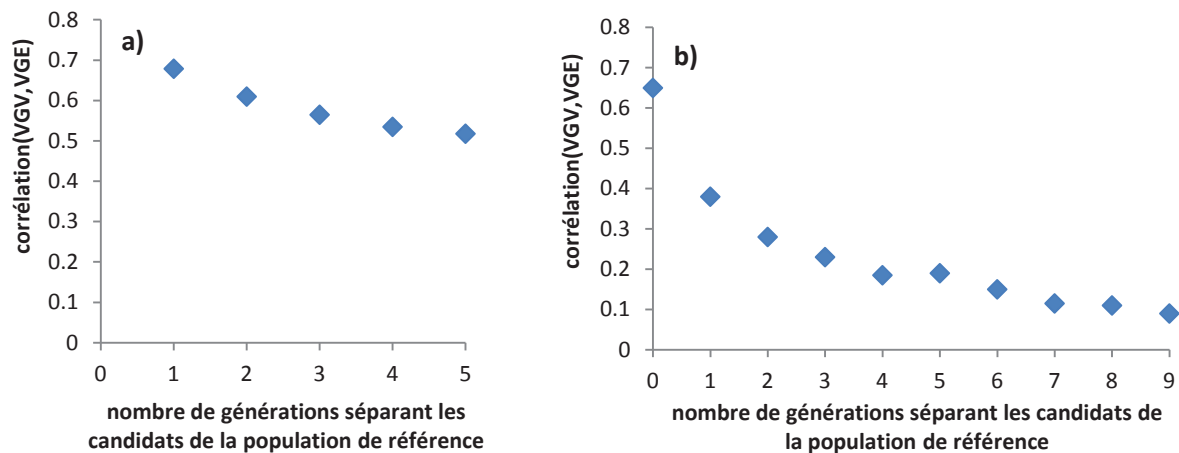 a)
0.8
0.7
0.6
0.5
0.4
0.3
0.2
0.1
0
corrélation(VGV,VGE)
0 1 2 3 4 5
nombre de générations séparant les
candidats de la population de référence
b)
0.8
0.7
0.6
0.5
0.4
0.3
0.2
0.1
0
corrélation(VGV,VGE)
0 1 2 3 4 5 6 7 8 9
nombre de générations séparant les candidats de
la population de référence